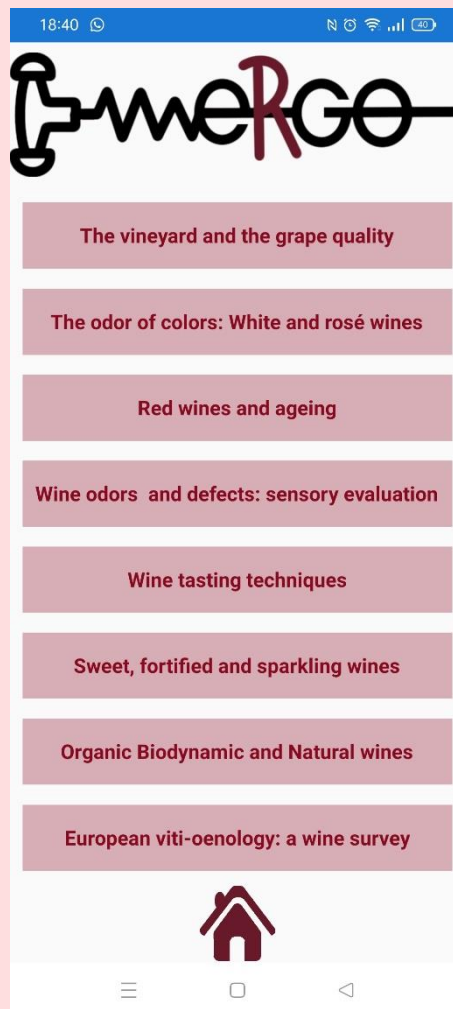 18:40
40
emeRGO
The vineyard and the grape quality
The odor of colors: White and rosé wines
Red wines and ageing
Wine odors  and defects: sensory evaluation
Wine tasting techniques
Sweet, fortified and sparkling wines
Organic Biodynamic and Natural wines
European viti-oenology: a wine survey